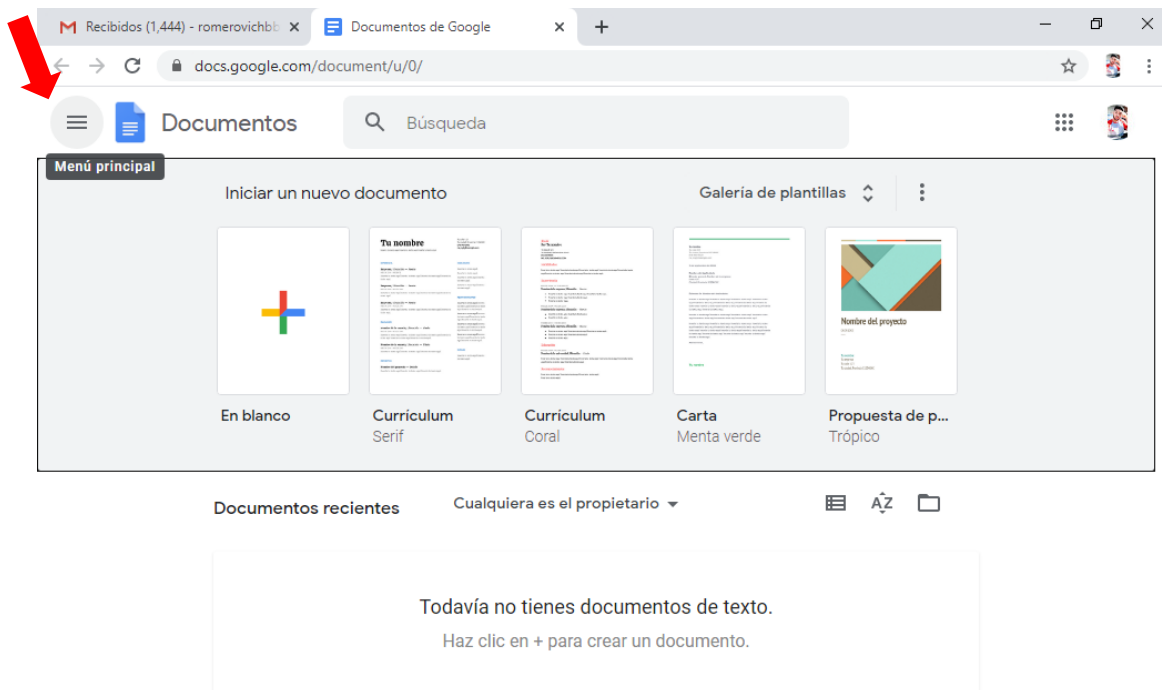 Recibidos (1,444) - romerovichbb
Documentos de Google
docs.google.com/document/u/0/
Documentos
Búsqueda
Menú principal
Iniciar un nuevo documento
Galería de plantillas
Tu nombre
Nombre del proyecto
En blanco
Currículum
Serif
Currículum
Coral
Carta
Menta verde
Propuesta de p...
Trópico
Documentos recientes
Cualquiera es el propietario
AZ
Todavía no tienes documentos de texto.
Haz clic en + para crear un documento.